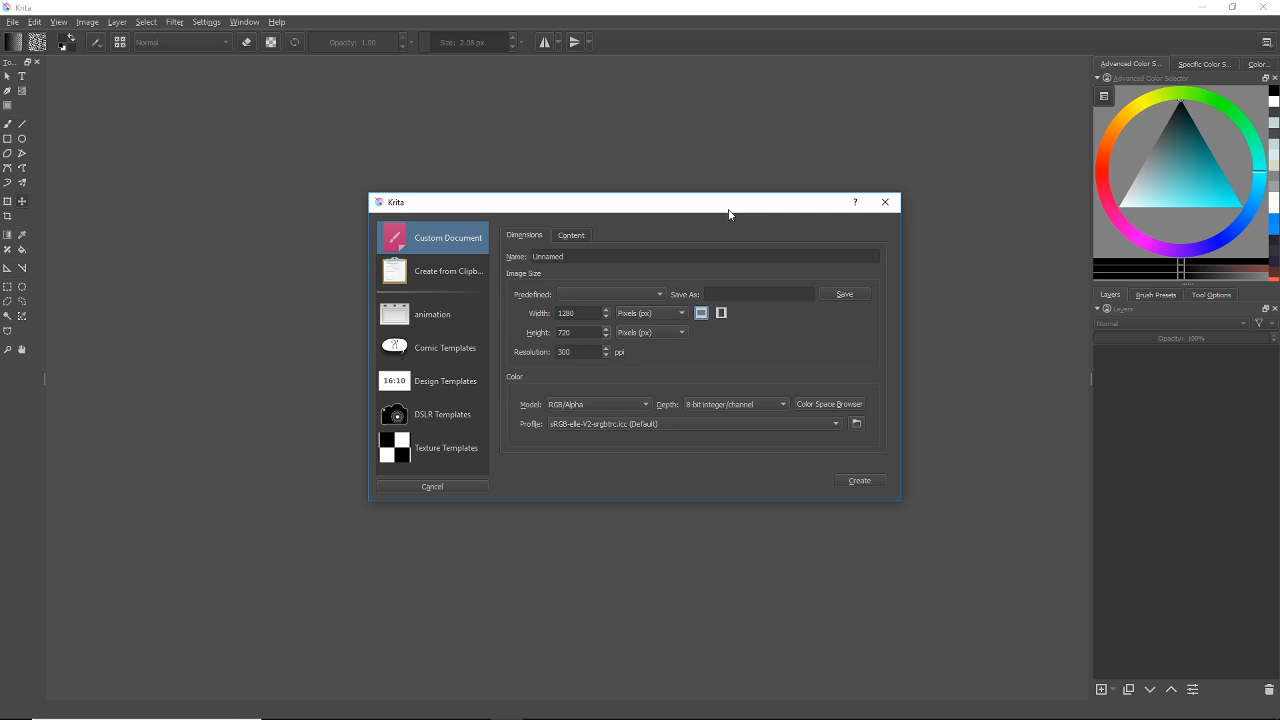 Krita
File Edit View Image Layer Select Filter Settings Window Help
Normal Opacity: 1.00 Size: 2.08 px
To...
Advanced Color S... Specific Color S... Color...
Advanced Color Selector
Krita
Custom Document
Create from Clipb...
animation
Comic Templates
16:10 Design Templates
DSLR Templates
Texture Templates
Cancel
Dimensions Content
Name: Unnamed
Image Size
Predefined: Save As: Save
Width: 1280 Pixels (px)
Height: 720 Pixels (px)
Resolution: 300 ppi
Color
Model: RGB/Alpha Depth: 8-bit integer/channel Color Space Browser
Profile: sRGB-elle-V2-srgbtrc.icc (Default)
Create
Layers Brush Presets Tool Options
Layers
Normal
Opacity: 100%